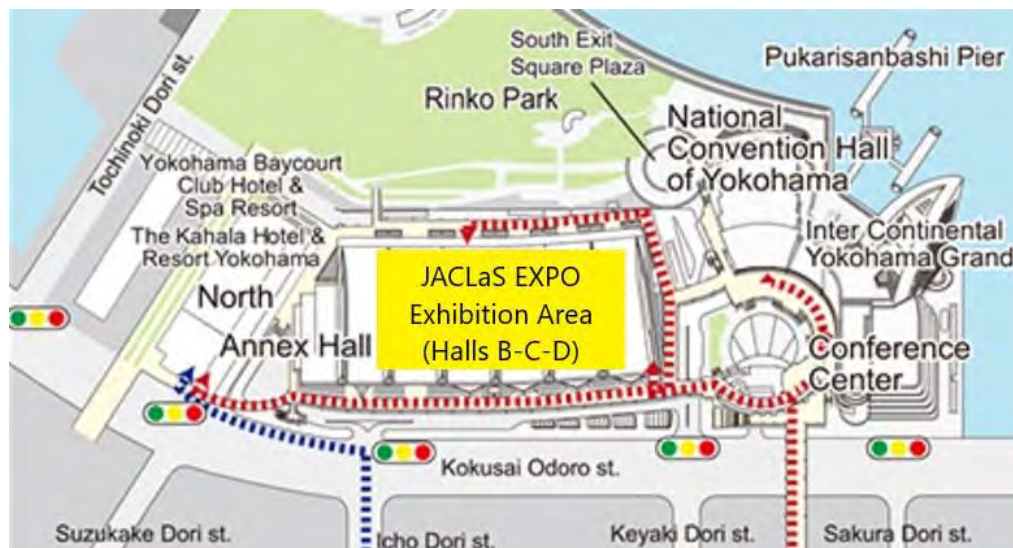 South Exit
Square Plaza
Pukarisanbashi Pier
Rinko Park
National
Convention Hall
of Yokohama
Tochinoki Dori st.
Yokohama Baycourt
Club Hotel &
Spa Resort
The Kahala Hotel &
Resort Yokohama
Inter Continental
Yokohama Grand
JACLaS EXPO
Exhibition Area
(Halls B-C-D)
North
Annex Hall
Conference
Center
Kokusai Odoro st.
Suzukake Dori st.
Icho Dori st.
Keyaki Dori st.
Sakura Dori st.